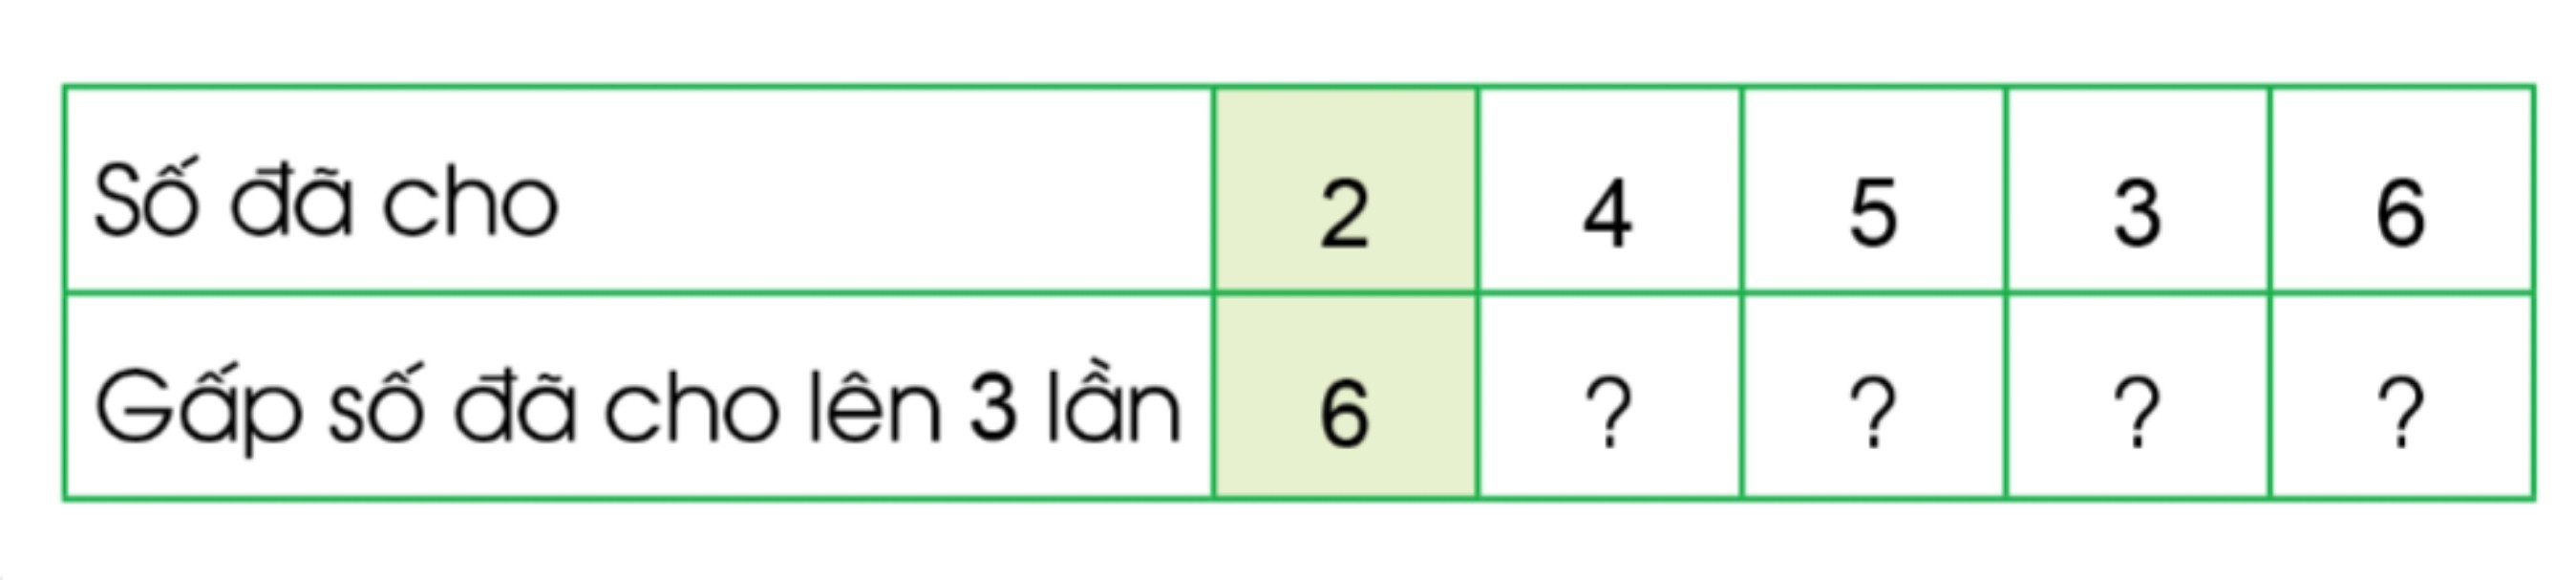 Số đã cho 2 4 5 3 6
Gấp số đã cho lên 3 lần 6 ? ? ? ?